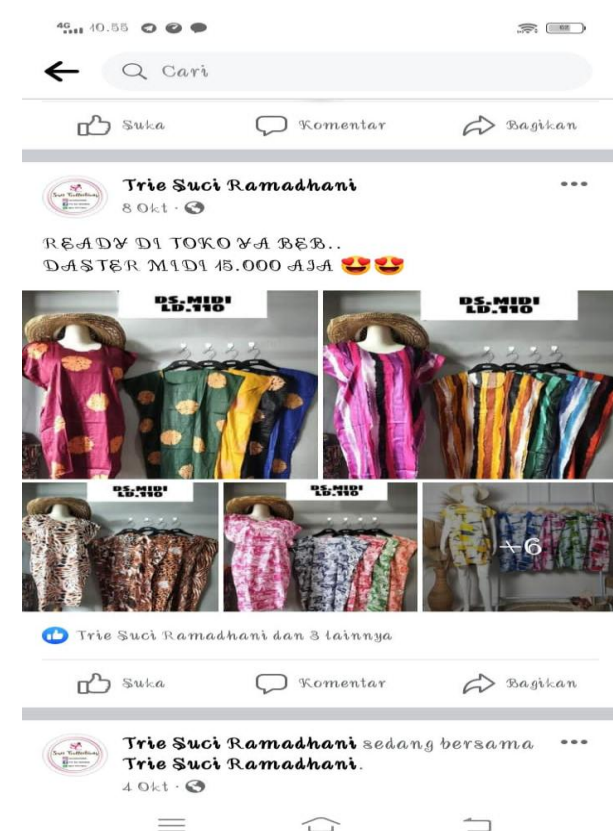 4G 10.55
Cari
Suka Komentar Bagikan
Trie Suci Ramadhani
8 Okt ·
READY DI TOKO YA BEB..
DASTER MIDI 15.000 AJA 😍😍
DS.MIDI
LD.110
DS.MIDI
LD.110
DS.MIDI
LD.110
DS.MIDI
LD.110
+6
Trie Suci Ramadhani dan 3 lainnya
Suka Komentar Bagikan
Trie Suci Ramadhani sedang bersama
Trie Suci Ramadhani.
4 Okt ·